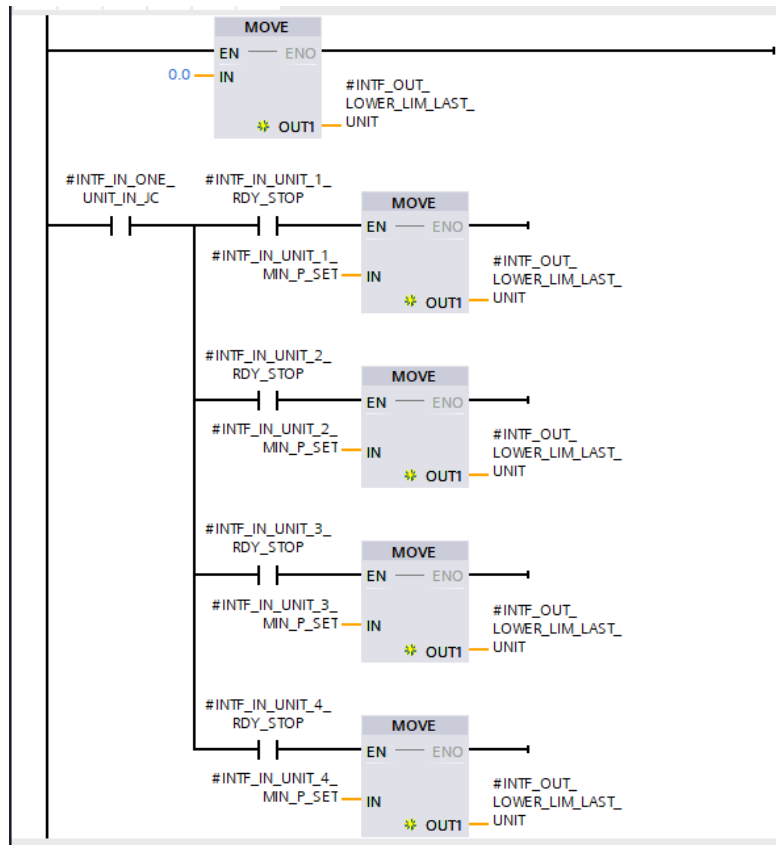 MOVE
EN ENO
0.0 IN
#INTF_OUT_
LOWER_LIM_LAST_
OUT1 UNIT
#INTF_IN_ONE_ #INTF_IN_UNIT_1_
UNIT_IN_JC RDY_STOP
MOVE
EN ENO
#INTF_IN_UNIT_1_
MIN_P_SET IN
#INTF_OUT_
LOWER_LIM_LAST_
OUT1 UNIT
#INTF_IN_UNIT_2_
RDY_STOP
MOVE
EN ENO
#INTF_IN_UNIT_2_
MIN_P_SET IN
#INTF_OUT_
LOWER_LIM_LAST_
OUT1 UNIT
#INTF_IN_UNIT_3_
RDY_STOP
MOVE
EN ENO
#INTF_IN_UNIT_3_
MIN_P_SET IN
#INTF_OUT_
LOWER_LIM_LAST_
OUT1 UNIT
#INTF_IN_UNIT_4_
RDY_STOP
MOVE
EN ENO
#INTF_IN_UNIT_4_
MIN_P_SET IN
#INTF_OUT_
LOWER_LIM_LAST_
OUT1 UNIT